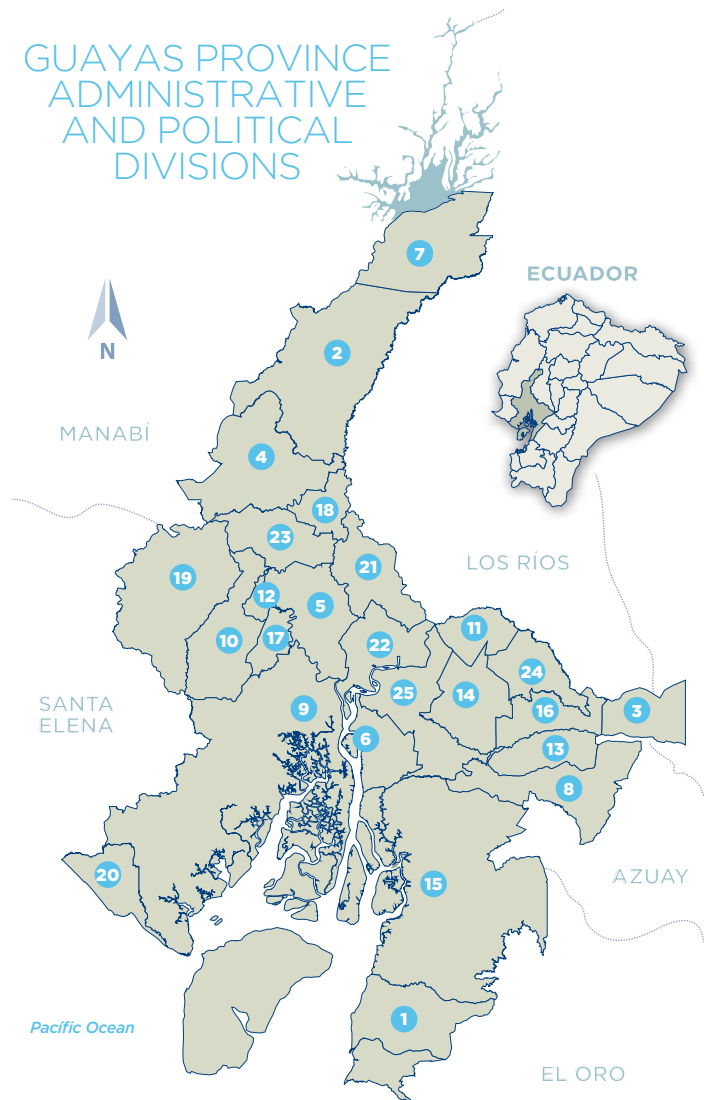 GUAYAS PROVINCE
ADMINISTRATIVE
AND POLITICAL
DIVISIONS
7
ECUADOR
N
2
MANABÍ
4
18
23
LOS RÍOS
21
19
12
5
11
10
17
22
24
25
14
SANTA
ELENA
9
16
3
6
13
8
20
15
AZUAY
1
Pacífic Ocean
EL ORO